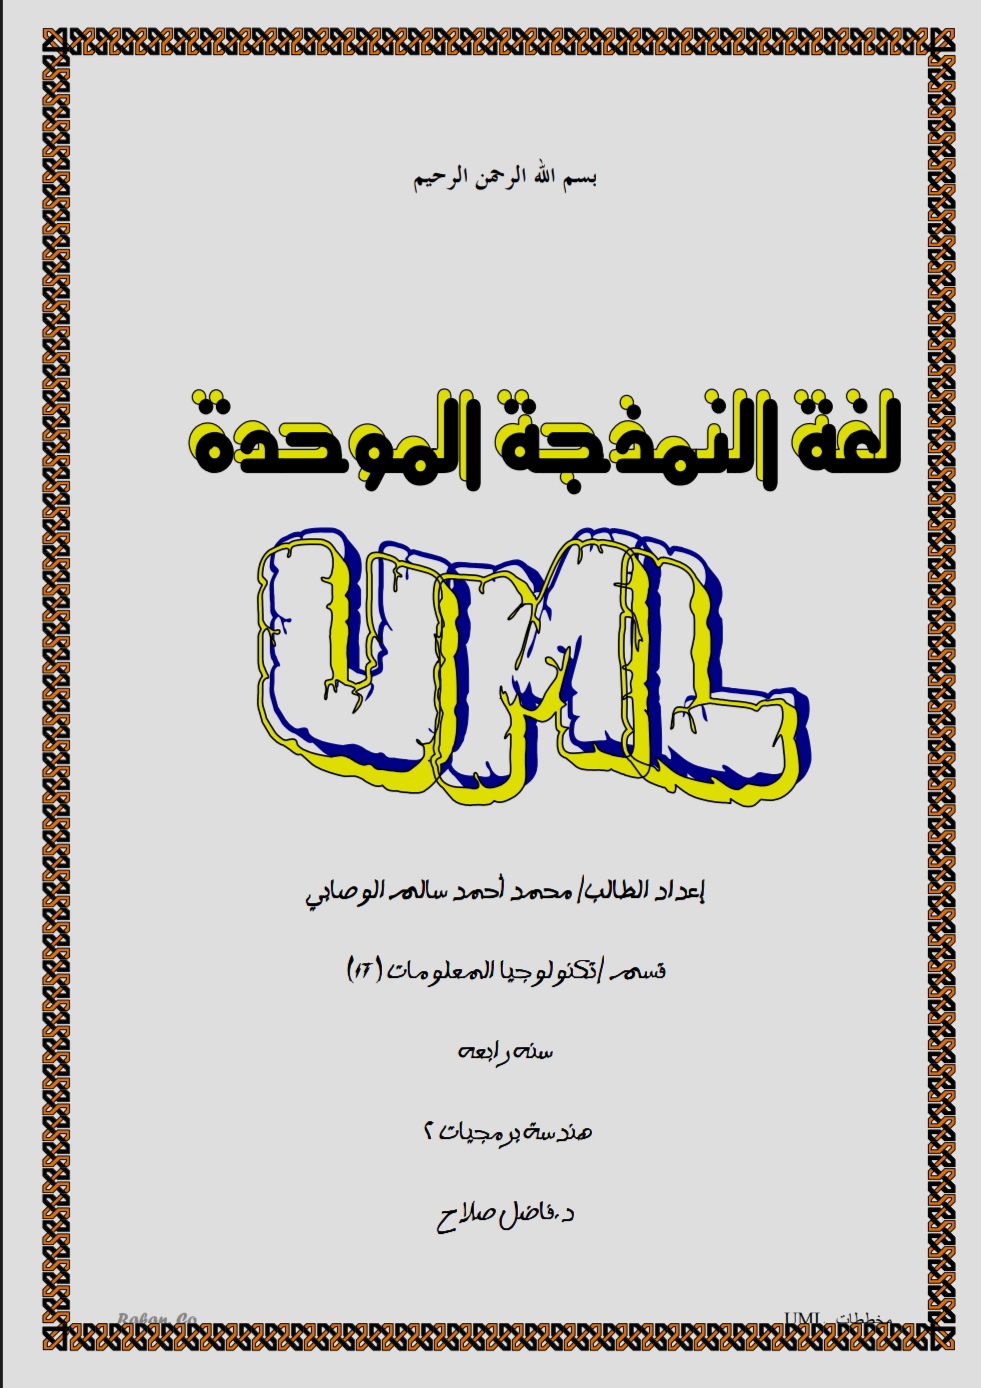 بسم الله الرحمن الرحيم
لغة النمذجة الموحدة
UML
إعداد الطالب/ محمد أحمد سالم الوصابي
قسم /تكنولوجيا المعلومات (IT)
سنه رابعه
هندسة برمجيات ٢
د.فاضل صلاح
مخططات UML